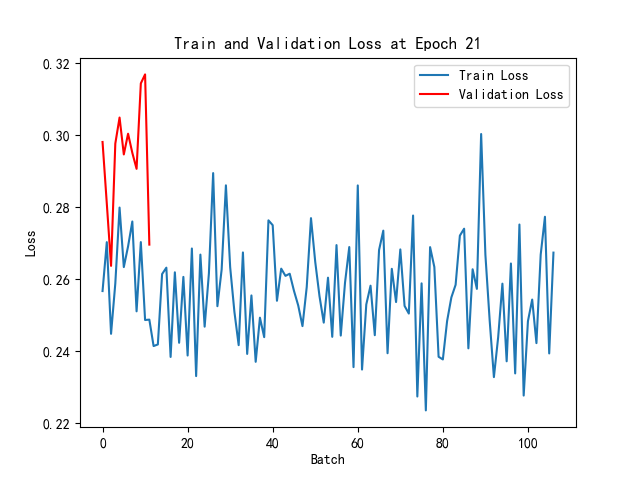 Train and Validation Loss at Epoch 21
Train Loss
Validation Loss
0.32
0.30
0.28
0.26
0.24
0.22
Loss
0
20
40
60
80
100
Batch